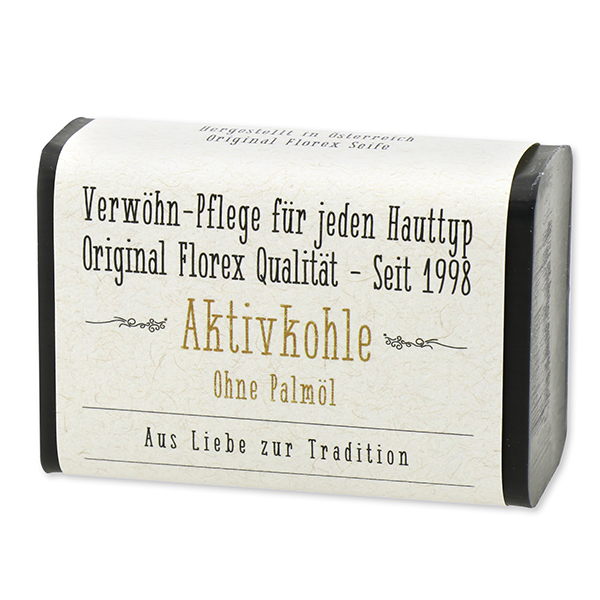 Hergestellt in Österreich
Original Florex Seife
Verwöhn-Pflege für jeden Hauttyp
Original Florex Qualität - Seit 1998
Aktivkohle
Ohne Palmöl
Aus Liebe zur Tradition